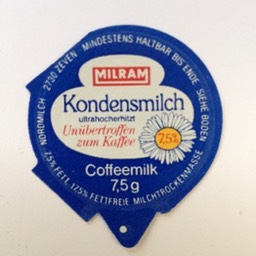 MILRAM
Kondensmilch
ultrahocherhitzt
Unübertroffen
zum Kaffee
7,5%
Coffeemilk
7,5 g
NORDMILCH - 2730 ZEVEN MINDESTENS HALTBAR BIS ENDE SIEHE BODEN
7,5% FETT, 17,5% FETTFREIE MILCHTROCKENMASSE